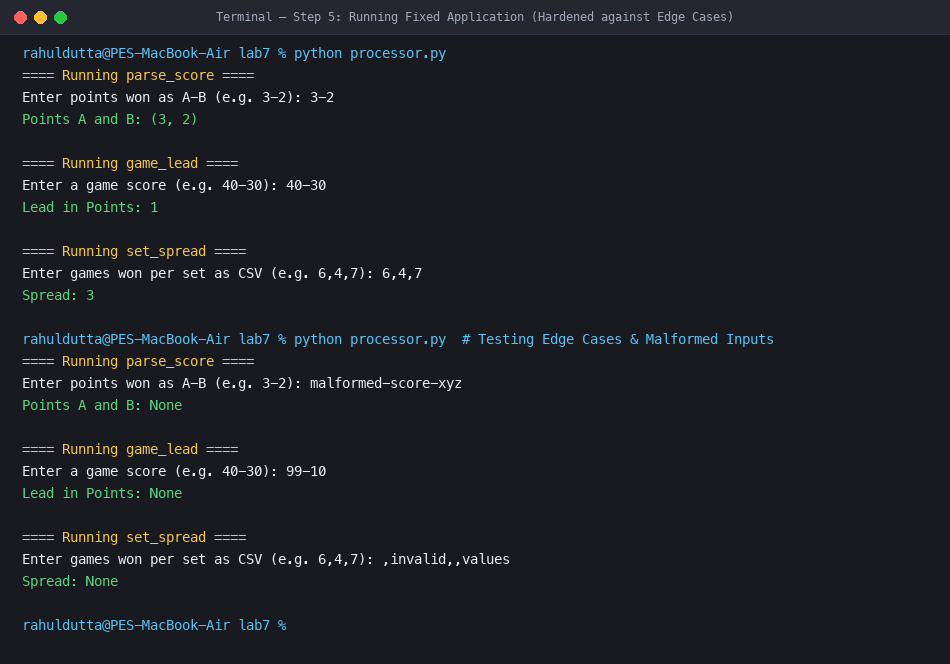 Terminal — Step 5: Running Fixed Application (Hardened against Edge Cases)
rahuldutta@PES-MacBook-Air lab7 % python processor.py
==== Running parse_score ====
Enter points won as A-B (e.g. 3-2): 3-2
Points A and B: (3, 2)
==== Running game_lead ====
Enter a game score (e.g. 40-30): 40-30
Lead in Points: 1
==== Running set_spread ====
Enter games won per set as CSV (e.g. 6,4,7): 6,4,7
Spread: 3
rahuldutta@PES-MacBook-Air lab7 % python processor.py  # Testing Edge Cases & Malformed Inputs
==== Running parse_score ====
Enter points won as A-B (e.g. 3-2): malformed-score-xyz
Points A and B: None
==== Running game_lead ====
Enter a game score (e.g. 40-30): 99-10
Lead in Points: None
==== Running set_spread ====
Enter games won per set as CSV (e.g. 6,4,7): ,invalid,,values
Spread: None
rahuldutta@PES-MacBook-Air lab7 %